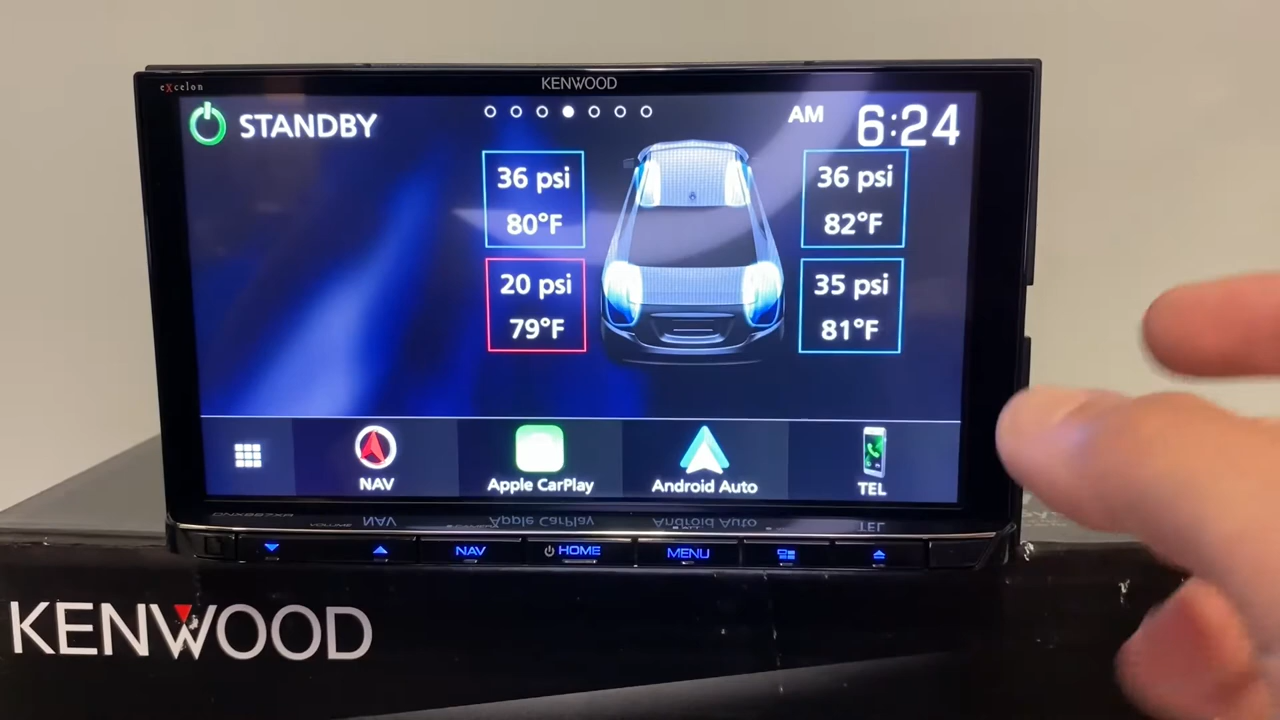 eXcelon
KENWOOD
STANDBY
AM 6:24
36 psi
80°F
36 psi
82°F
20 psi
79°F
35 psi
81°F
NAV
Apple CarPlay
Android Auto
TEL
VOLUME
NAV
HOME
MENU
KENWOOD